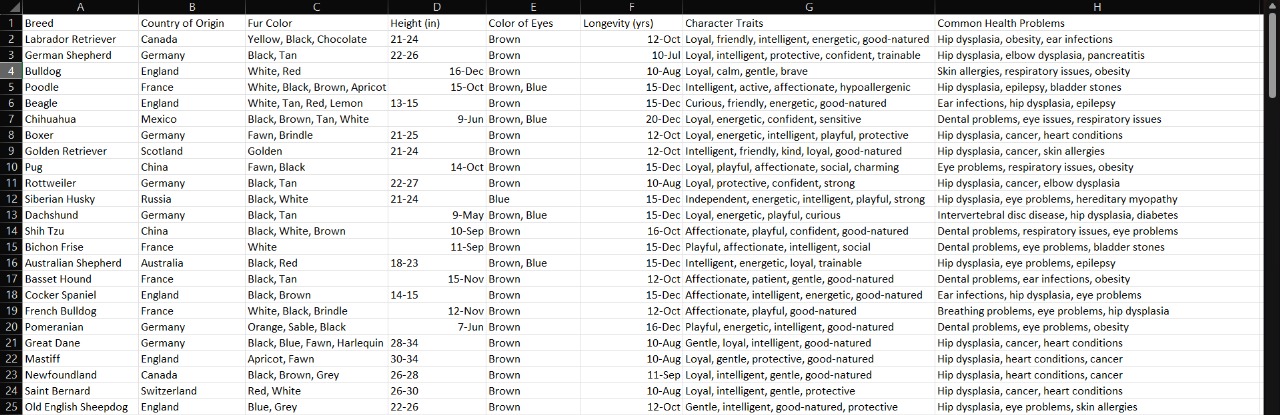 A B C D E F G H
1 Breed Country of Origin Fur Color Height (in) Color of Eyes Longevity (yrs) Character Traits Common Health Problems
2 Labrador Retriever Canada Yellow, Black, Chocolate 21-24 Brown 12-Oct Loyal, friendly, intelligent, energetic, good-natured Hip dysplasia, obesity, ear infections
3 German Shepherd Germany Black, Tan 22-26 Brown 10-Jul Loyal, intelligent, protective, confident, trainable Hip dysplasia, elbow dysplasia, pancreatitis
4 Bulldog England White, Red 16-Dec Brown 10-Aug Loyal, calm, gentle, brave Skin allergies, respiratory issues, obesity
5 Poodle France White, Black, Brown, Apricot 15-Oct Brown, Blue 15-Dec Intelligent, active, affectionate, hypoallergenic Hip dysplasia, epilepsy, bladder stones
6 Beagle England White, Tan, Red, Lemon 13-15 Brown 15-Dec Curious, friendly, energetic, good-natured Ear infections, hip dysplasia, epilepsy
7 Chihuahua Mexico Black, Brown, Tan, White 9-Jun Brown, Blue 20-Dec Loyal, energetic, confident, sensitive Dental problems, eye issues, respiratory issues
8 Boxer Germany Fawn, Brindle 21-25 Brown 12-Oct Loyal, energetic, intelligent, playful, protective Hip dysplasia, cancer, heart conditions
9 Golden Retriever Scotland Golden 21-24 Brown 12-Oct Intelligent, friendly, kind, loyal, good-natured Hip dysplasia, cancer, skin allergies
10 Pug China Fawn, Black 14-Oct Brown 15-Dec Loyal, playful, affectionate, social, charming Eye problems, respiratory issues, obesity
11 Rottweiler Germany Black, Tan 22-27 Brown 10-Aug Loyal, protective, confident, strong Hip dysplasia, cancer, elbow dysplasia
12 Siberian Husky Russia Black, White 21-24 Blue 15-Dec Independent, energetic, intelligent, playful, strong Hip dysplasia, eye problems, hereditary myopathy
13 Dachshund Germany Black, Tan 9-May Brown, Blue 15-Dec Loyal, energetic, playful, curious Intervertebral disc disease, hip dysplasia, diabetes
14 Shih Tzu China Black, White, Brown 10-Sep Brown 16-Oct Affectionate, playful, confident, good-natured Dental problems, respiratory issues, eye problems
15 Bichon Frise France White 11-Sep Brown 15-Dec Playful, affectionate, intelligent, social Dental problems, eye problems, bladder stones
16 Australian Shepherd Australia Black, Red 18-23 Brown, Blue 15-Dec Intelligent, energetic, loyal, trainable Hip dysplasia, eye problems, epilepsy
17 Basset Hound France Black, Tan 15-Nov Brown 12-Oct Affectionate, patient, gentle, good-natured Dental problems, ear infections, obesity
18 Cocker Spaniel England Black, Brown 14-15 Brown 15-Dec Affectionate, intelligent, energetic, good-natured Ear infections, hip dysplasia, eye problems
19 French Bulldog France White, Black, Brindle 12-Nov Brown 12-Oct Affectionate, playful, good-natured Breathing problems, eye problems, hip dysplasia
20 Pomeranian Germany Orange, Sable, Black 7-Jun Brown 16-Dec Playful, energetic, intelligent, good-natured Dental problems, eye problems, obesity
21 Great Dane Germany Black, Blue, Fawn, Harlequin 28-34 Brown 10-Aug Gentle, loyal, intelligent, good-natured Hip dysplasia, cancer, heart conditions
22 Mastiff England Apricot, Fawn 30-34 Brown 10-Aug Loyal, gentle, protective, good-natured Hip dysplasia, heart conditions, cancer
23 Newfoundland Canada Black, Brown, Grey 26-28 Brown 11-Sep Loyal, intelligent, gentle, good-natured Hip dysplasia, heart conditions, cancer
24 Saint Bernard Switzerland Red, White 26-30 Brown 10-Aug Loyal, intelligent, gentle, protective Hip dysplasia, cancer, heart conditions
25 Old English Sheepdog England Blue, Grey 22-26 Brown 12-Oct Gentle, intelligent, good-natured, protective Hip dysplasia, eye problems, skin allergies